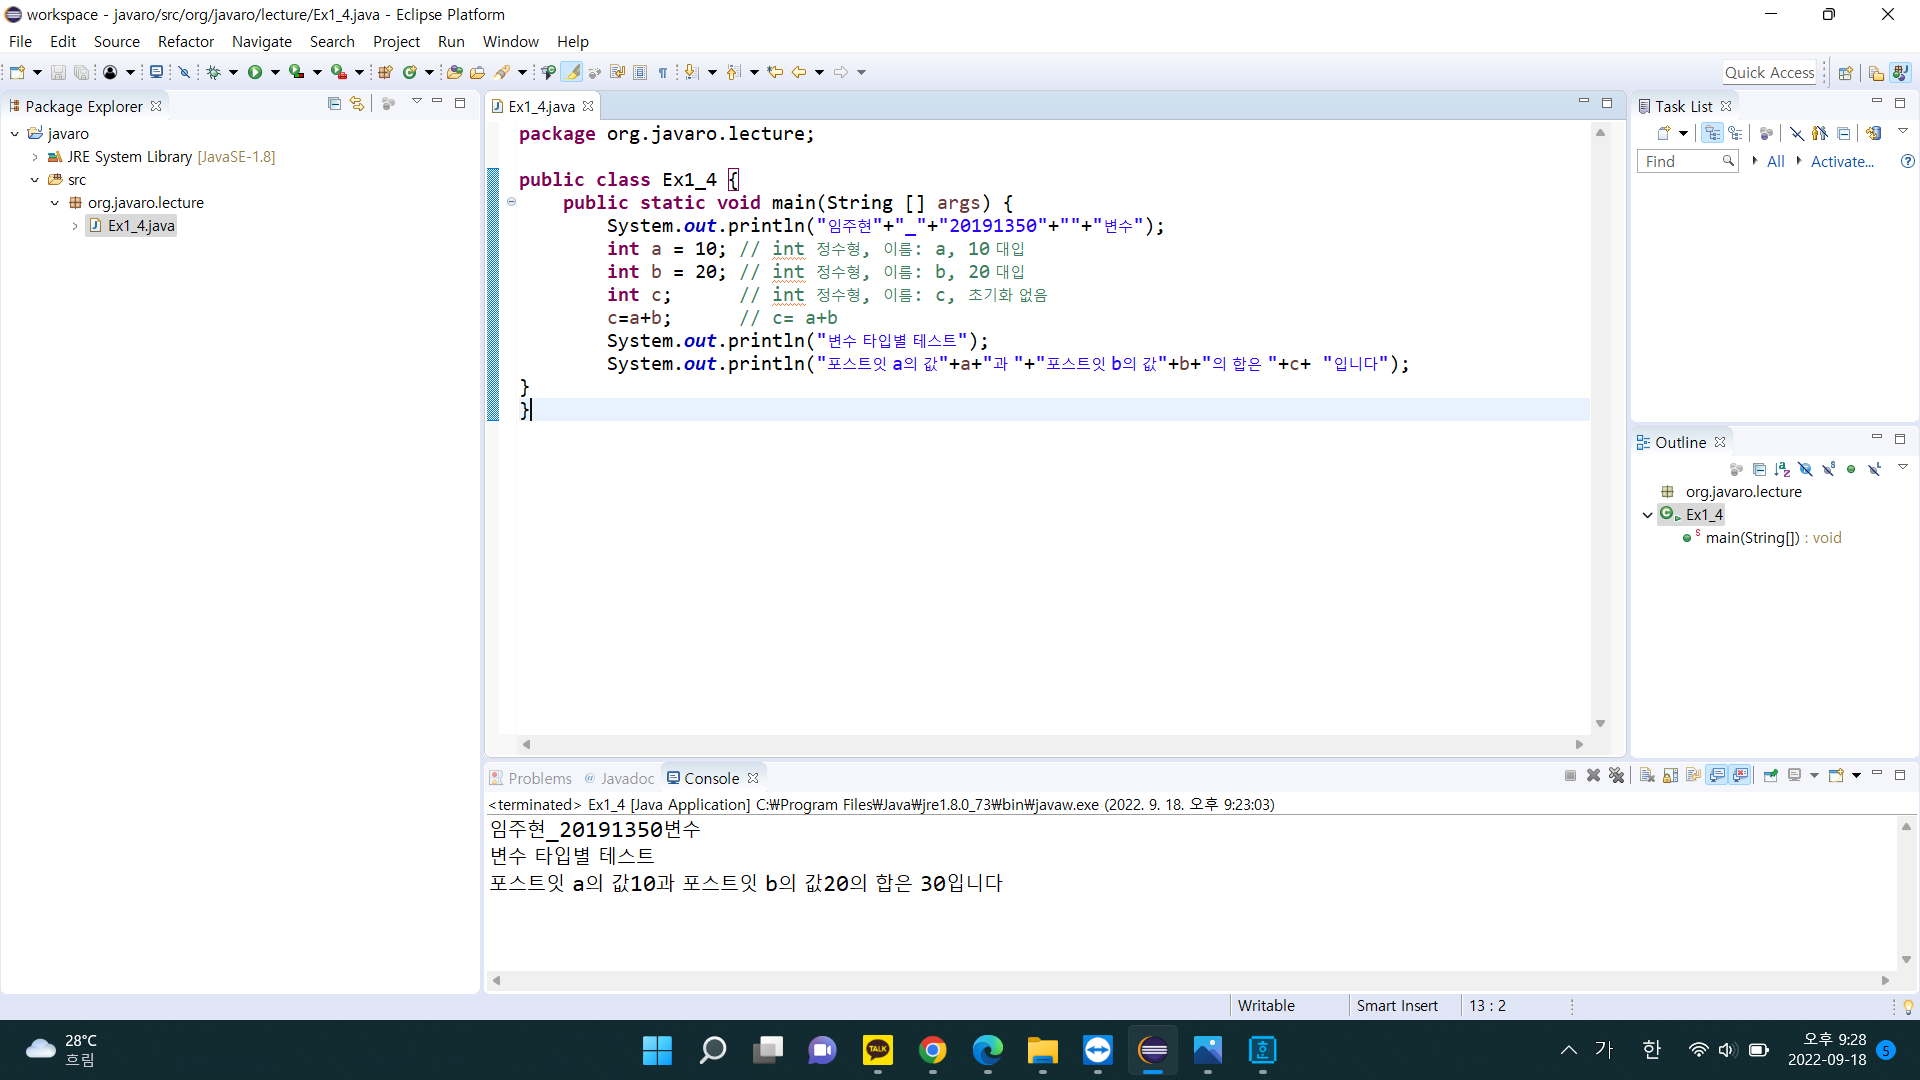 workspace - javaro/src/org/javaro/lecture/Ex1_4.java - Eclipse Platform
File Edit Source Refactor Navigate Search Project Run Window Help
Quick Access
Package Explorer
javaro
JRE System Library [JavaSE-1.8]
src
org.javaro.lecture
Ex1_4.java
Ex1_4.java
package org.javaro.lecture;
public class Ex1_4 {
public static void main(String [] args) {
System.out.println("임주현"+"_"+"20191350"+""+"변수");
int a = 10; // int 정수형, 이름: a, 10 대입
int b = 20; // int 정수형, 이름: b, 20 대입
int c; // int 정수형, 이름: c, 초기화 없음
c=a+b; // c= a+b
System.out.println("변수 타입별 테스트");
System.out.println("포스트잇 a의 값"+a+"과 "+"포스트잇 b의 값"+b+"의 합은 "+c+ "입니다");
}
}
Task List
Find All Activate...
Outline
org.javaro.lecture
Ex1_4
main(String[]) : void
Problems Javadoc Console
<terminated> Ex1_4 [Java Application] C:₩Program Files₩Java₩jre1.8.0_73₩bin₩javaw.exe (2022. 9. 18. 오후 9:23:03)
임주현_20191350변수
변수 타입별 테스트
포스트잇 a의 값10과 포스트잇 b의 값20의 합은 30입니다
Writable Smart Insert 13 : 2
28°C
흐림
TALK
훈
가 한
오후 9:28
2022-09-18
5